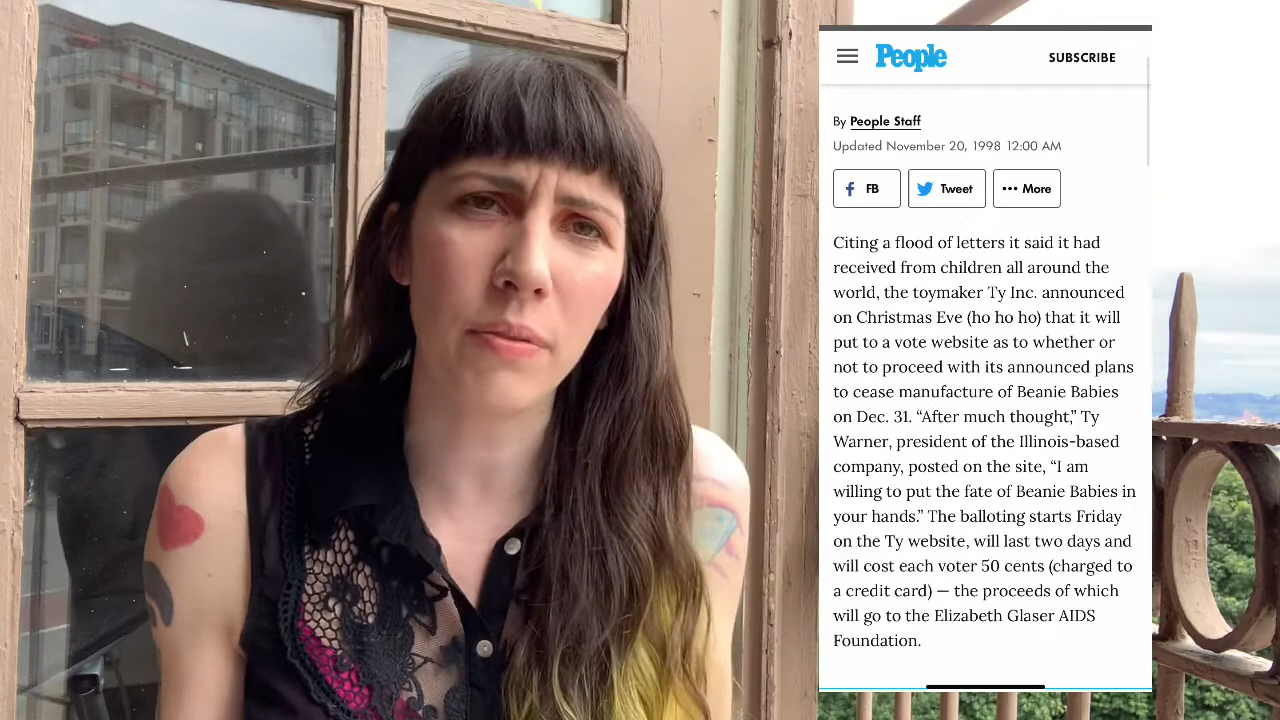 People
SUBSCRIBE
By People Staff
Updated November 20, 1998 12:00 AM
FB
Tweet
More
Citing a flood of letters it said it had
received from children all around the
world, the toymaker Ty Inc. announced
on Christmas Eve (ho ho ho) that it will
put to a vote website as to whether or
not to proceed with its announced plans
to cease manufacture of Beanie Babies
on Dec. 31. “After much thought,” Ty
Warner, president of the Illinois-based
company, posted on the site, “I am
willing to put the fate of Beanie Babies in
your hands.” The balloting starts Friday
on the Ty website, will last two days and
will cost each voter 50 cents (charged to
a credit card) — the proceeds of which
will go to the Elizabeth Glaser AIDS
Foundation.